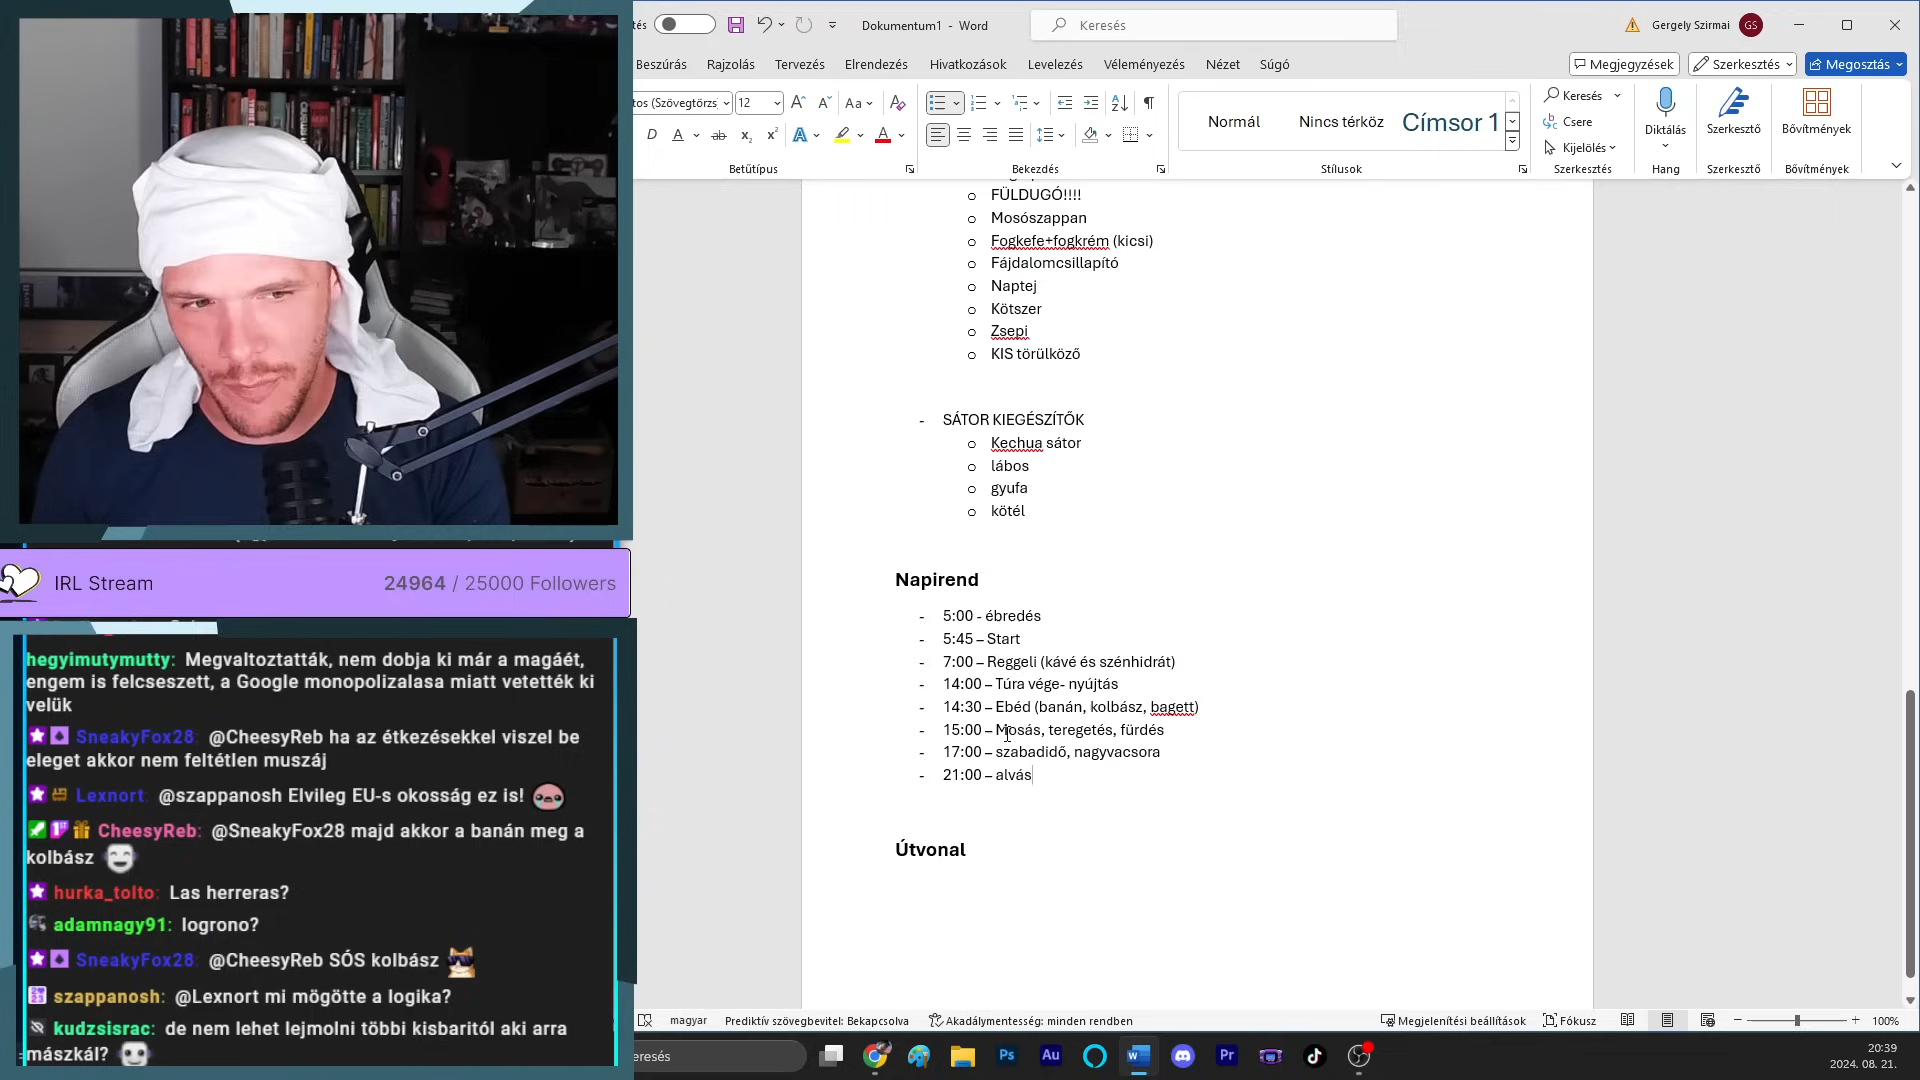 tés
Dokumentum1 - Word
Keresés
Gergely Szirmai
GS
Beszúrás
Rajzolás
Tervezés
Elrendezés
Hivatkozások
Levelezés
Véleményezés
Nézet
Súgó
Megjegyzések
Szerkesztés
Megosztás
tos (Szövegtörzs
12
Normál
Nincs térköz
Címsor 1
Keresés
Csere
Kijelölés
Diktálás
Szerkesztő
Bővítmények
Betűtípus
Bekezdés
Stílusok
Szerkesztés
Hang
Szerkesztő
Bővítmények
o FÜLDUGÓ!!!!
o Mosószappan
o Fogkefe+fogkrém (kicsi)
o Fájdalomcsillapító
o Naptej
o Kötszer
o Zsepi
o KIS törülköző
- SÁTOR KIEGÉSZÍTŐK
o Kechua sátor
o lábos
o gyufa
o kötél
Napirend
- 5:00 - ébredés
- 5:45 – Start
- 7:00 – Reggeli (kávé és szénhidrát)
- 14:00 – Túra vége- nyújtás
- 14:30 – Ebéd (banán, kolbász, bagett)
- 15:00 – Mosás, teregetés, fürdés
- 17:00 – szabadidő, nagyvacsora
- 21:00 – alvás
Útvonal
IRL Stream
24964 / 25000 Followers
hegyimutymutty: Megvaltoztatták, nem dobja ki már a magáét,
engem is felcseszett, a Google monopolizalasa miatt vetették ki
velük
SneakyFox28: @CheesyReb ha az étkezésekkel viszel be
eleget akkor nem feltétlen muszáj
Lexnort: @szappanosh Elvileg EU-s okosság ez is!
CheesyReb: @SneakyFox28 majd akkor a banán meg a
kolbász
hurka_tolto: Las herreras?
adamnagy91: logrono?
SneakyFox28: @CheesyReb SÓS kolbász
szappanosh: @Lexnort mi mögötte a logika?
kudzsisrac: de nem lehet lejmolni többi kisbaritól aki arra
mászkál?
magyar
Prediktív szövegbevitel: Bekapcsolva
Akadálymentesség: minden rendben
Megjelenítési beállítások
Fókusz
100%
eresés
Ps
Au
Pr
20:39
2024. 08. 21.